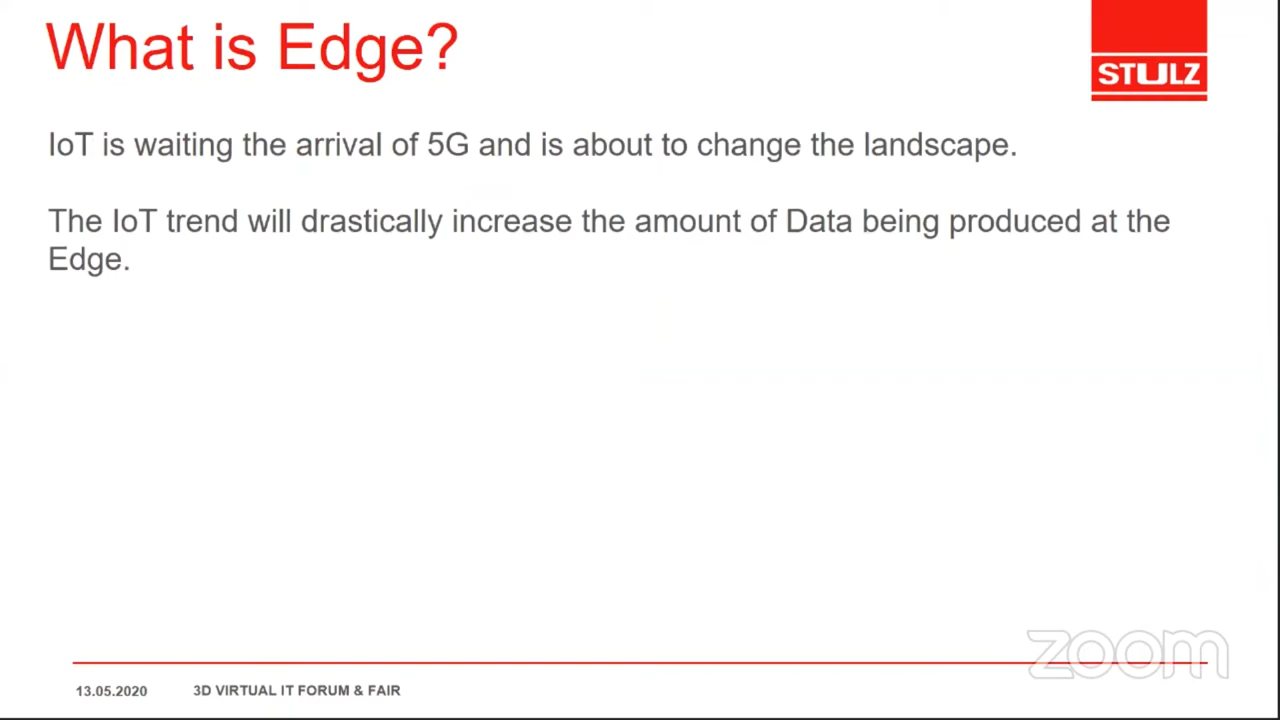 What is Edge?
STULZ
IoT is waiting the arrival of 5G and is about to change the landscape.
The IoT trend will drastically increase the amount of Data being produced at the
Edge.
zoom
13.05.2020 3D VIRTUAL IT FORUM & FAIR